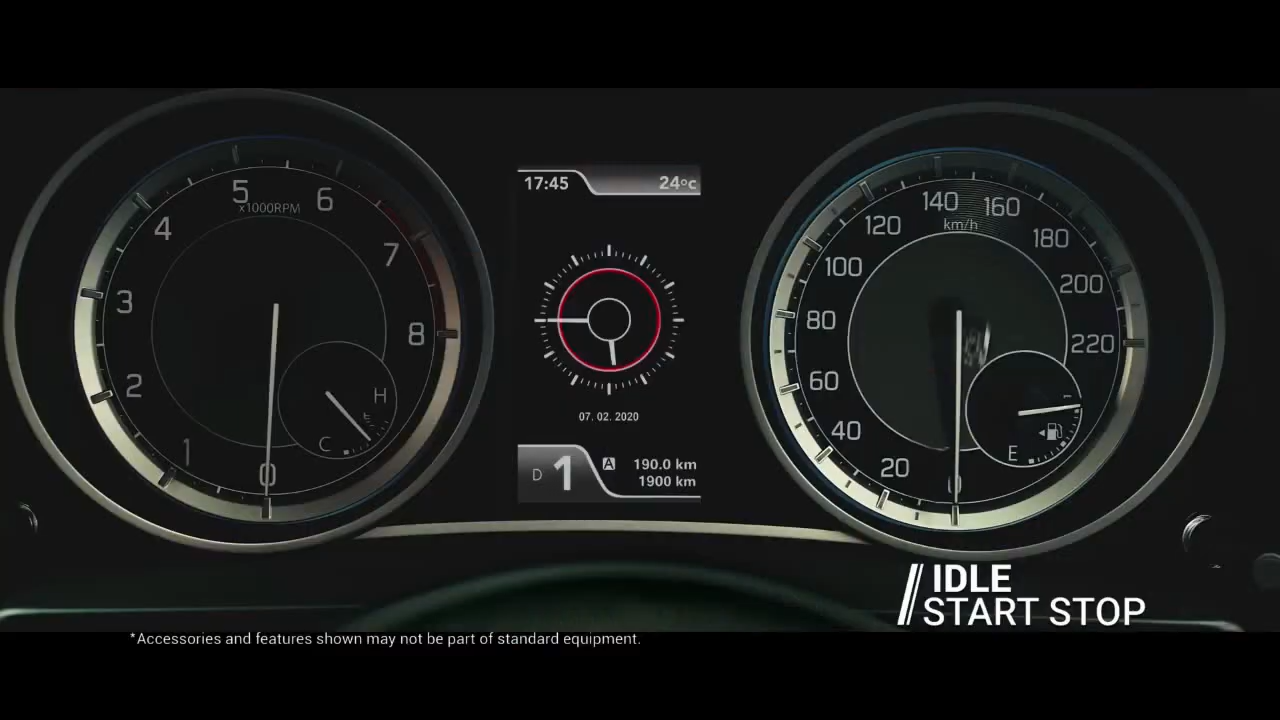 5
6
x1000RPM
4
7
3
8
2
H
1
C
0
17:45
24°c
07. 02. 2020
D 1 A 190.0 km
1900 km
140
160
120
km/h
180
100
200
80
220
60
1
40
E
20
0
IDLE
START STOP
*Accessories and features shown may not be part of standard equipment.